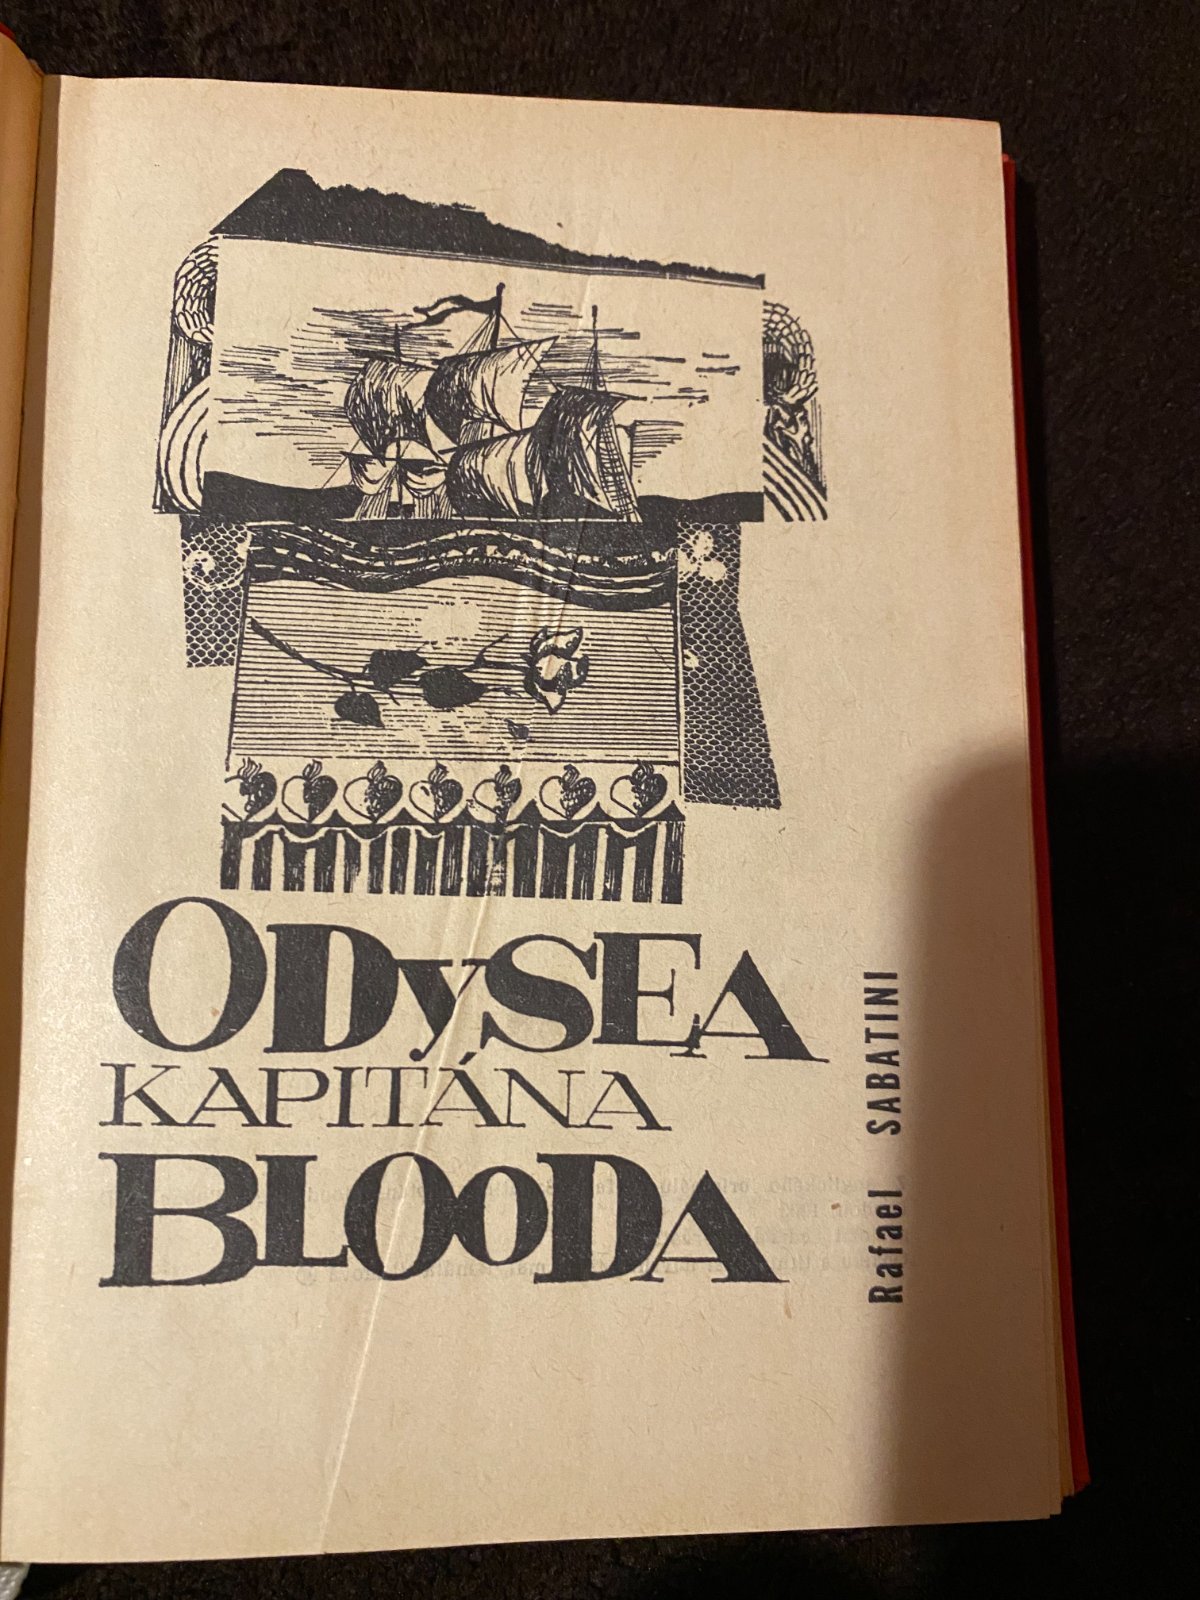 ODySEA
KAPITÁNA
BLOODA
Rafael SABATINI